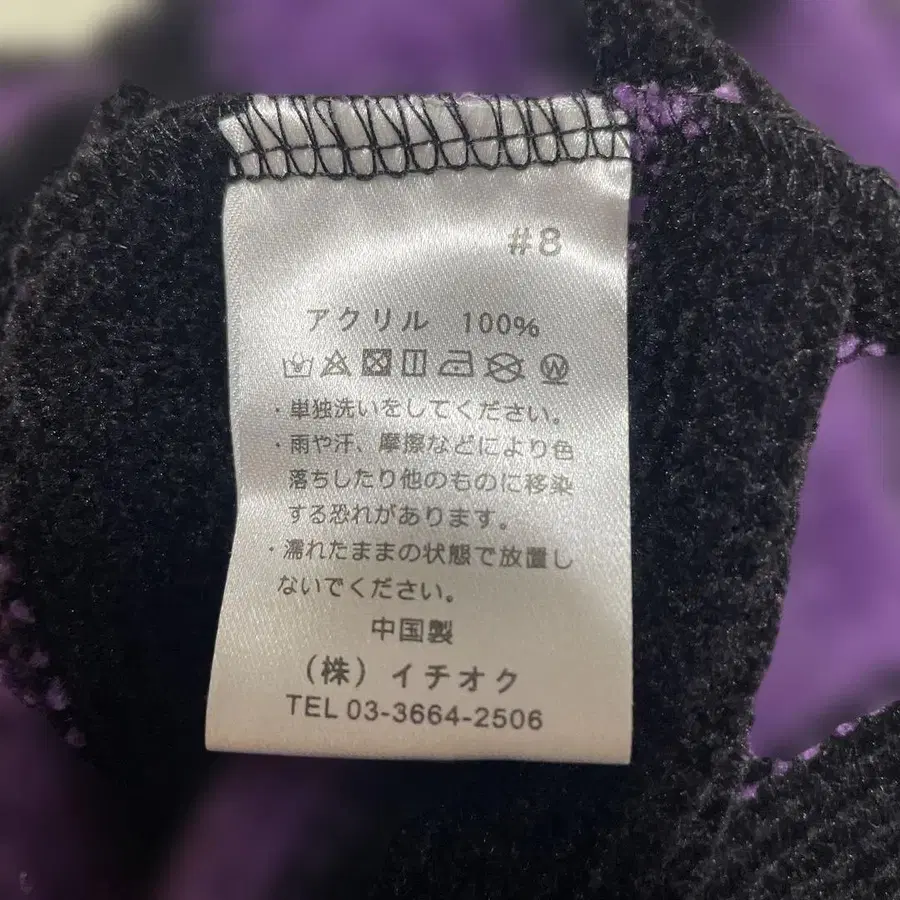 #8
アクリル 100%
W
・単独洗いをしてください。
・雨や汗、摩擦などにより色
落ちしたり他のものに移染
する恐れがあります。
・濡れたままの状態で放置し
ないでください。
中国製
(株)イチオク
TEL 03-3664-2506